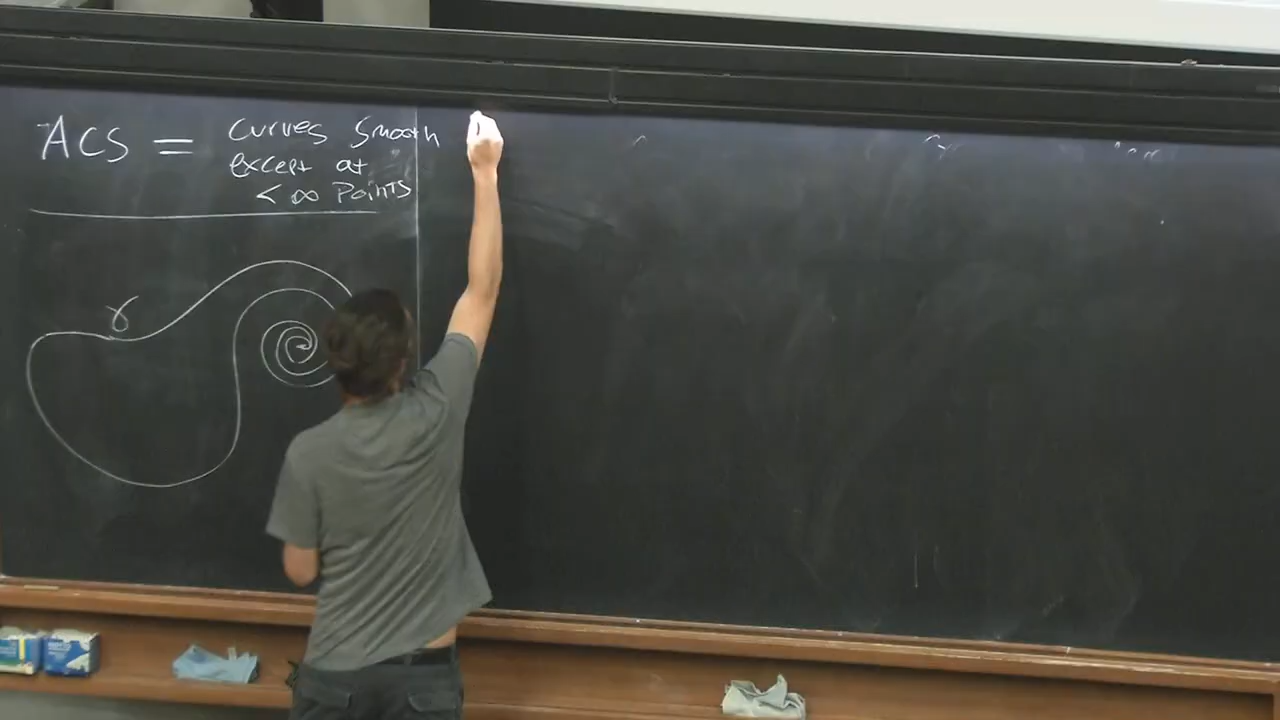 ACS = curves smooth
except at
< ∞ Points
γ